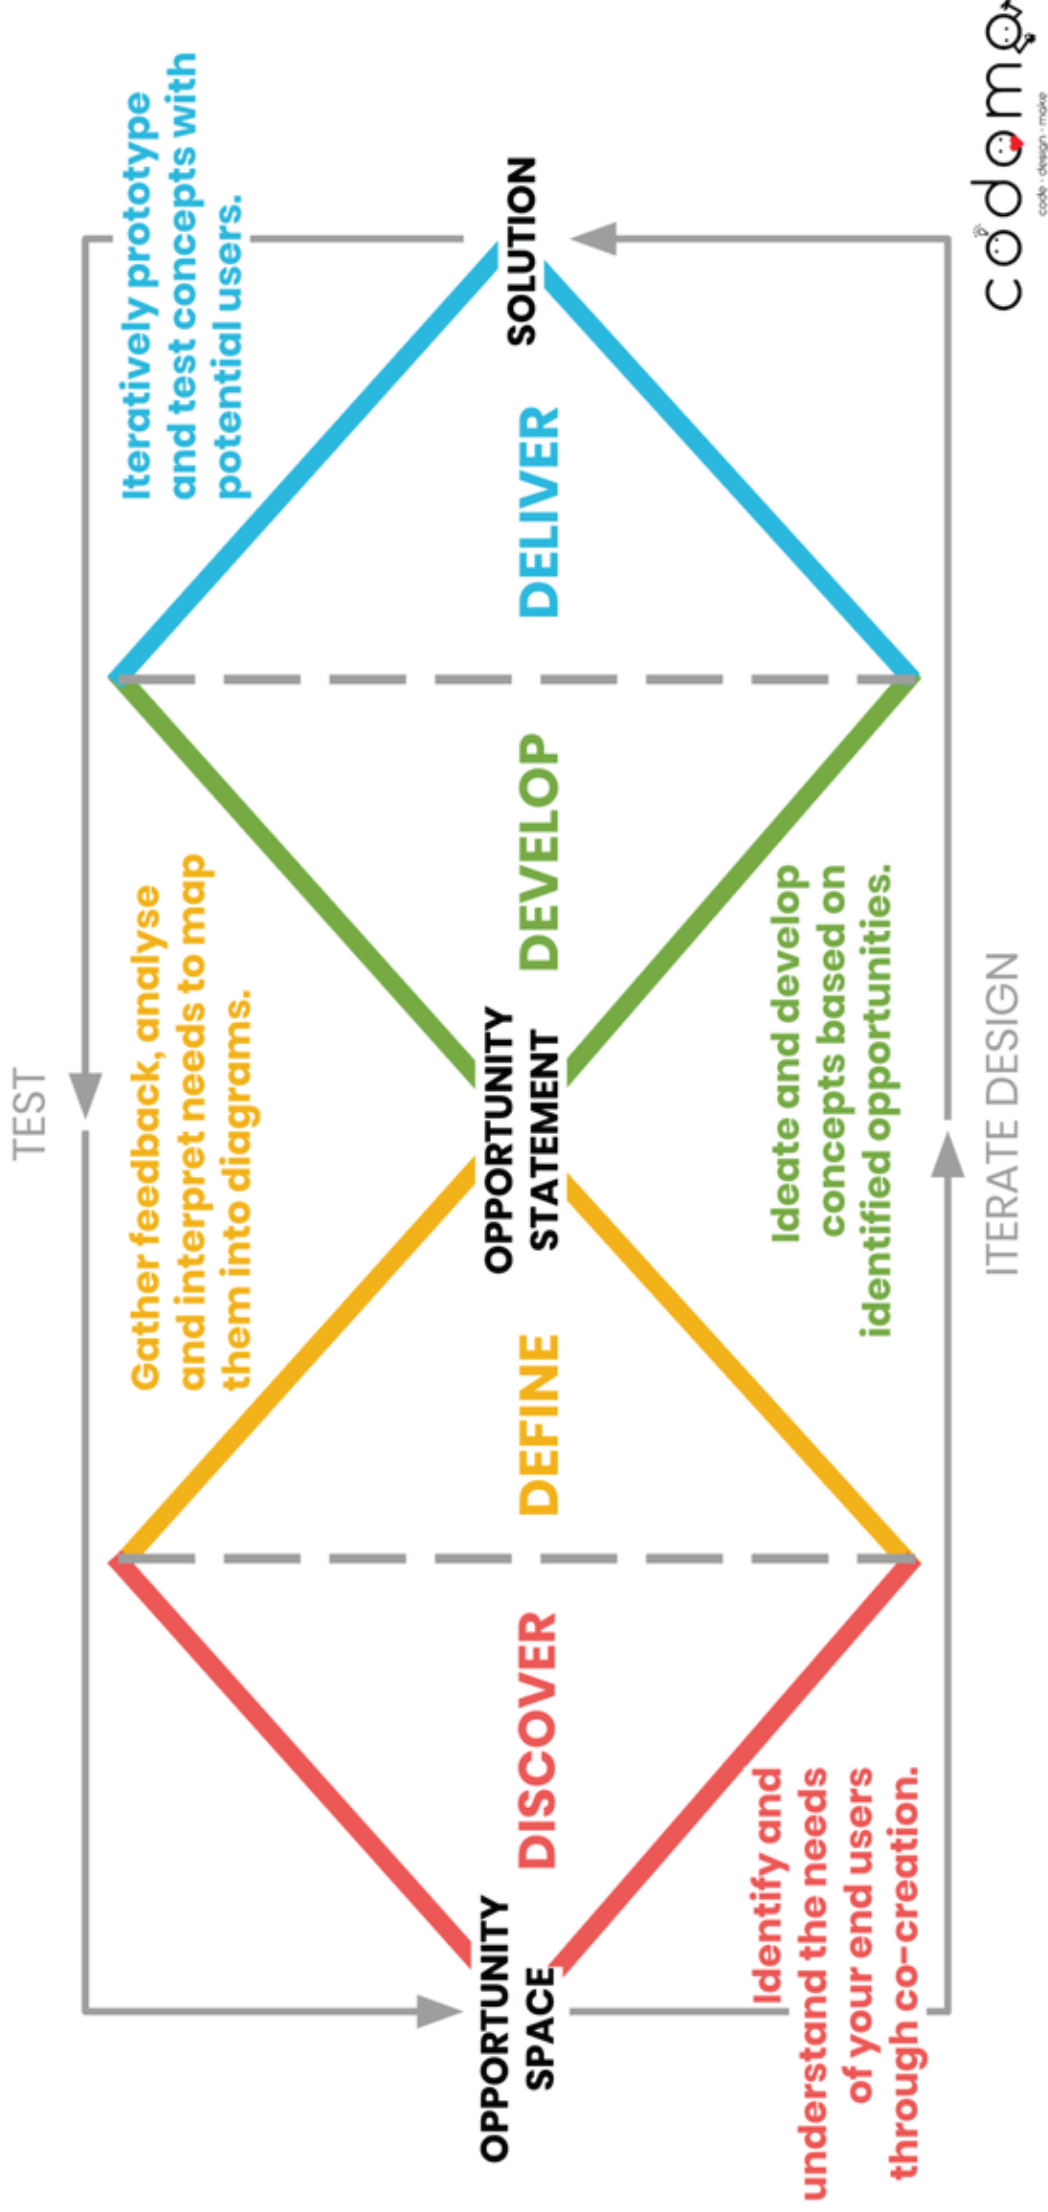 TEST
Gather feedback, analyse
and interpret needs to map
them into diagrams.
Iteratively prototype
and test concepts with
potential users.
OPPORTUNITY
SPACE
DISCOVER
DEFINE
OPPORTUNITY
STATEMENT
DEVELOP
DELIVER
SOLUTION
Identify and
understand the needs
of your end users
through co-creation.
Ideate and develop
concepts based on
identified opportunities.
ITERATE DESIGN
codomo
code · design · make